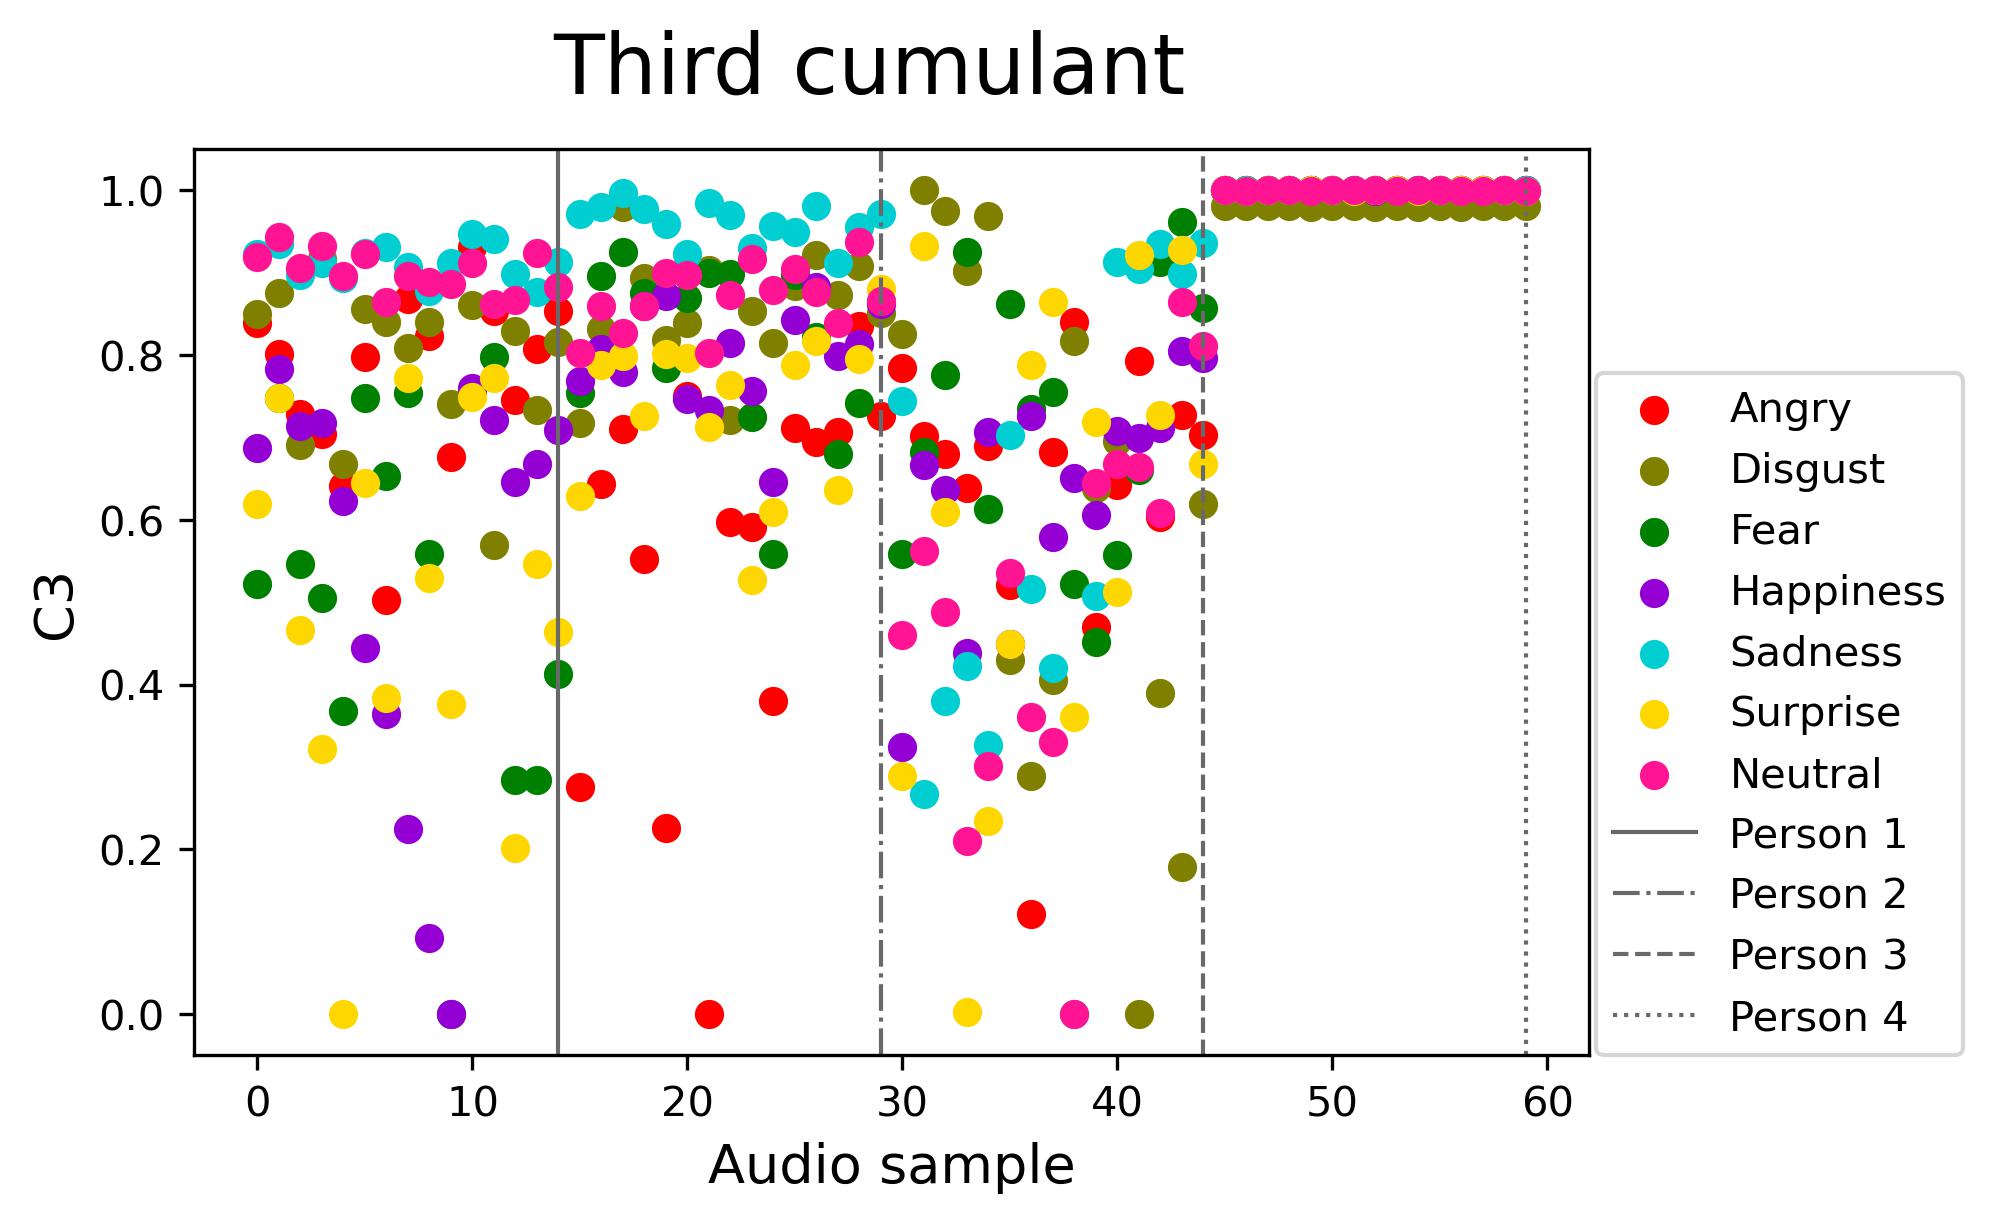 Third cumulant
1.0
0.8
0.6
0.4
0.2
0.0
C3
0 10 20 30 40 50 60
Audio sample
Angry
Disgust
Fear
Happiness
Sadness
Surprise
Neutral
Person 1
Person 2
Person 3
Person 4